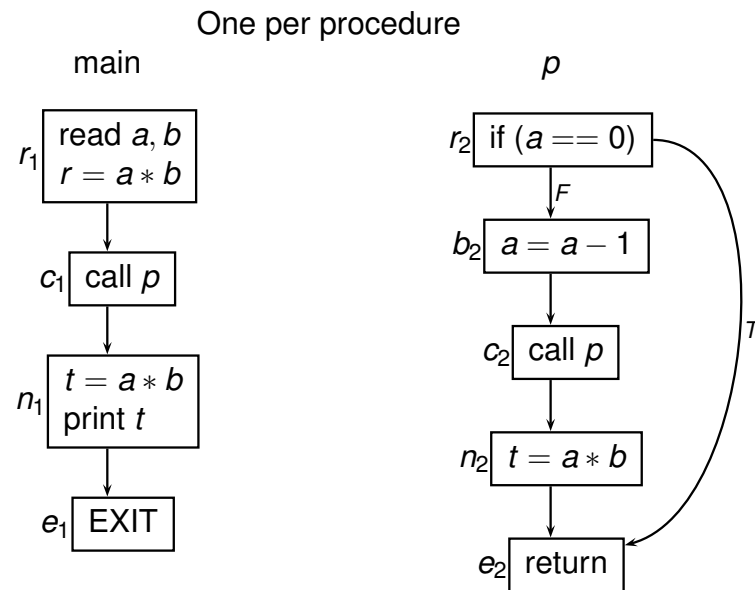 One per procedure
main
r1
read a, b
r = a ∗ b
c1
call p
n1
t = a ∗ b
print t
e1
EXIT
p
r2
if (a == 0)
F
T
b2
a = a − 1
c2
call p
n2
t = a ∗ b
e2
return